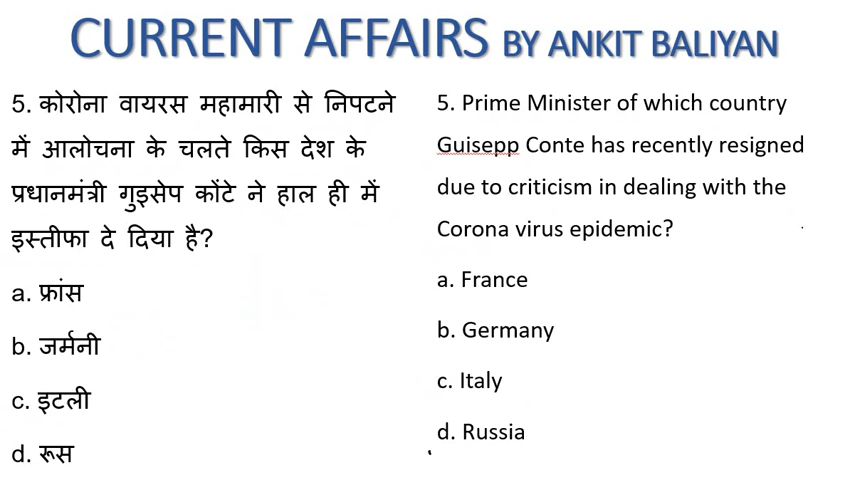 CURRENT AFFAIRS BY ANKIT BALIYAN
5. कोरोना वायरस महामारी से निपटने
में आलोचना के चलते किस देश के
प्रधानमंत्री गुइसेप कोंटे ने हाल ही में
इस्तीफा दे दिया है?
a. फ्रांस
b. जर्मनी
c. इटली
d. रूस
5. Prime Minister of which country
Guisepp Conte has recently resigned
due to criticism in dealing with the
Corona virus epidemic?
a. France
b. Germany
c. Italy
d. Russia